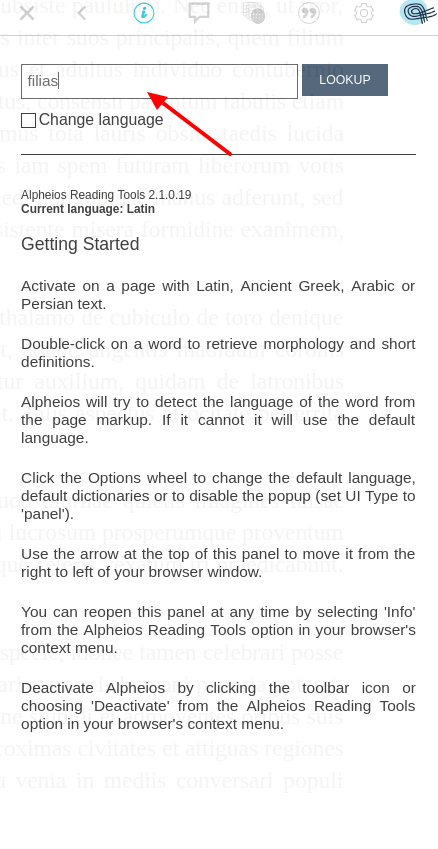 filias
LOOKUP
Change language
Alpheios Reading Tools 2.1.0.19
Current language: Latin
Getting Started
Activate on a page with Latin, Ancient Greek, Arabic or
Persian text.
Double-click on a word to retrieve morphology and short
definitions.
Alpheios will try to detect the language of the word from
the page markup. If it cannot it will use the default
language.
Click the Options wheel to change the default language,
default dictionaries or to disable the popup (set UI Type to
'panel').
Use the arrow at the top of this panel to move it from the
right to left of your browser window.
You can reopen this panel at any time by selecting 'Info'
from the Alpheios Reading Tools option in your browser's
context menu.
Deactivate Alpheios by clicking the toolbar icon or
choosing 'Deactivate' from the Alpheios Reading Tools
option in your browser's context menu.